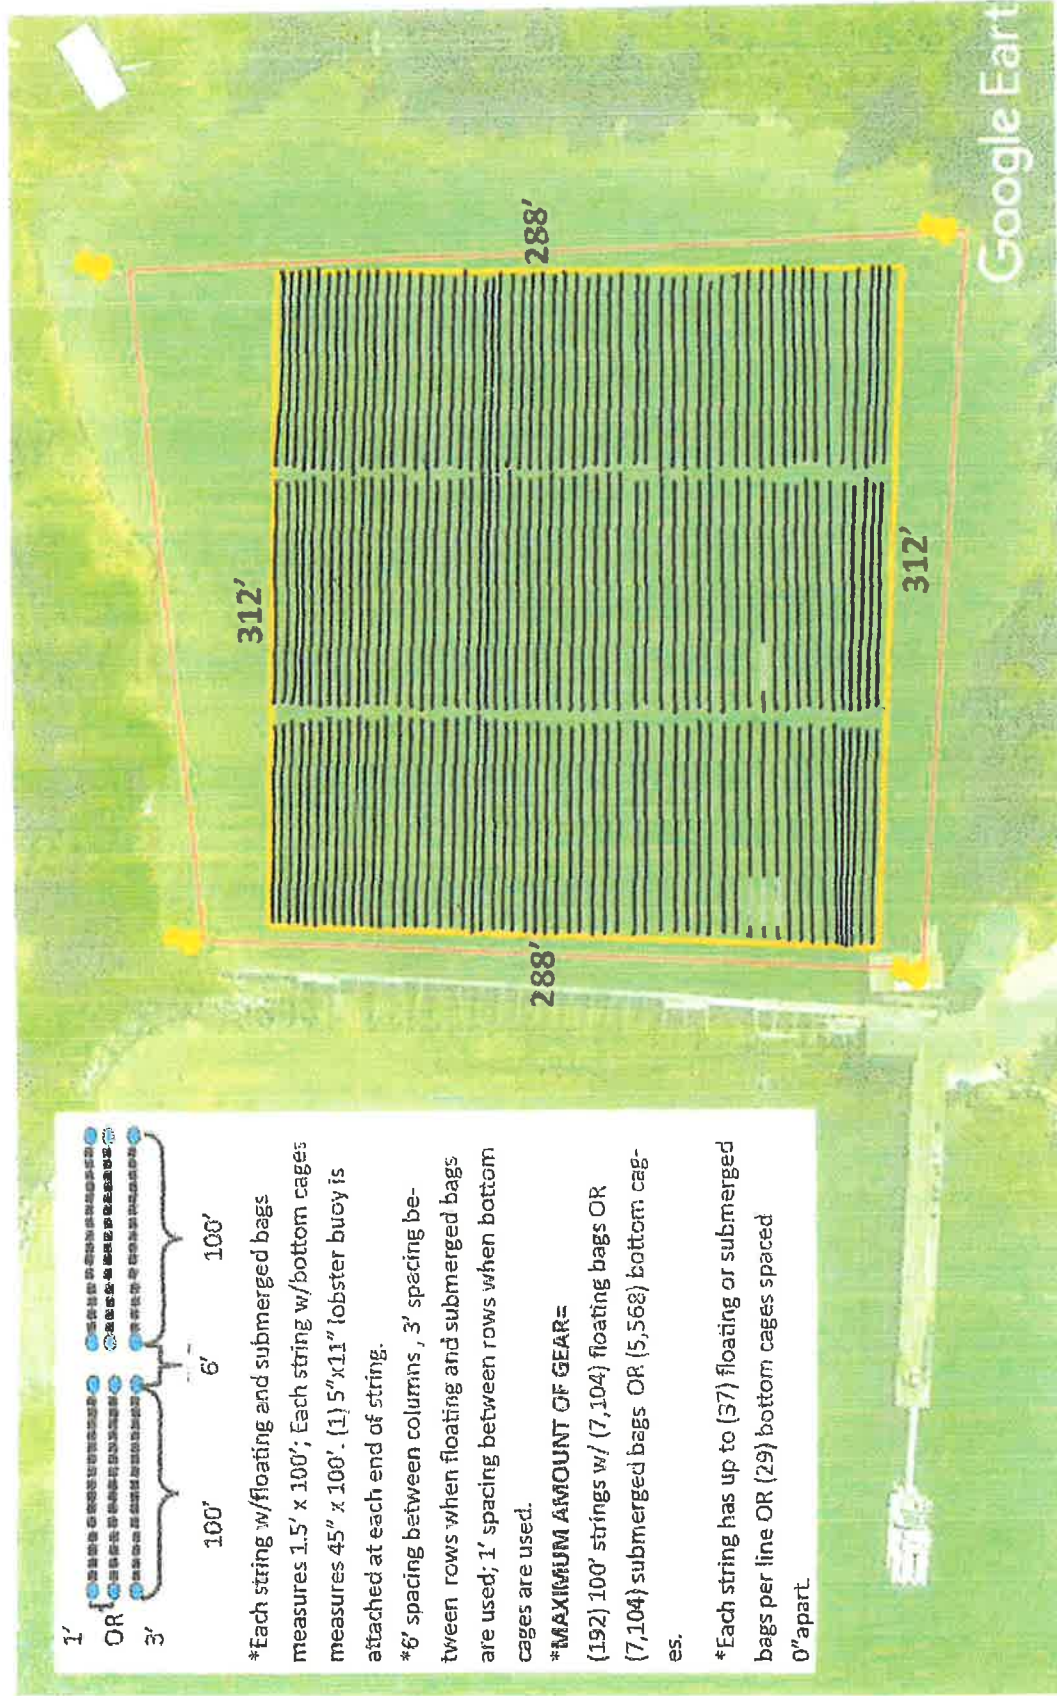 1'
OR
3'
100'
6'
100'
*Each string w/floating and submerged bags
measures 1.5' x 100'; Each string w/bottom cages
measures 45" x 100'. (1) 5"x11" lobster buoy is
attached at each end of string.
*6' spacing between columns, 3' spacing be-
tween rows when floating and submerged bags
are used; 1' spacing between rows when bottom
cages are used.
*MAXIMUM AMOUNT OF GEAR=
(192) 100' strings w/ (7,104) floating bags OR
(7,104) submerged bags OR (5,568) bottom cag-
es.
*Each string has up to (37) floating or submerged
bags per line OR (29) bottom cages spaced
0"apart.
312'
288'
288'
312'
Google Eart